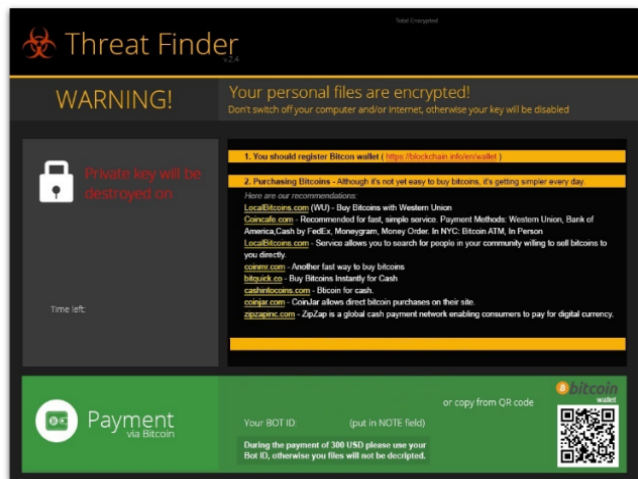 Total Encrypted
Threat Finder
v.2.4
WARNING!
Your personal files are encrypted!
Don't switch off your computer and/or Internet, otherwise your key will be disabled
Private key will be
destroyed on
Time left:
1. You should register Bitcon wallet ( https://blockchain.info/en/wallet )
2. Purchasing Bitcoins - Although it's not yet easy to buy bitcoins, it's getting simpler every day.
Here are our recommendations:
LocalBitcoins.com (WU) - Buy Bitcoins with Western Union
Coincafe.com - Recommended for fast, simple service. Payment Methods: Western Union, Bank of
America,Cash by FedEx, Moneygram, Money Order. In NYC: Bitcoin ATM, In Person
LocalBitcoins.com - Service allows you to search for people in your community willing to sell bitcoins to
you directly.
coinmr.com - Another fast way to buy bitcoins
bitquick.co - Buy Bitcoins Instantly for Cash
cashintocoins.com - Bitcoin for cash.
coinjar.com - CoinJar allows direct bitcoin purchases on their site.
zipzapinc.com - ZipZap is a global cash payment network enabling consumers to pay for digital currency.
Payment
via Bitcoin
Your BOT ID: (put in NOTE field)
During the payment of 300 USD please use your
Bot ID, otherwise you files will not be decripted.
or copy from QR code
bitcoin
wallet